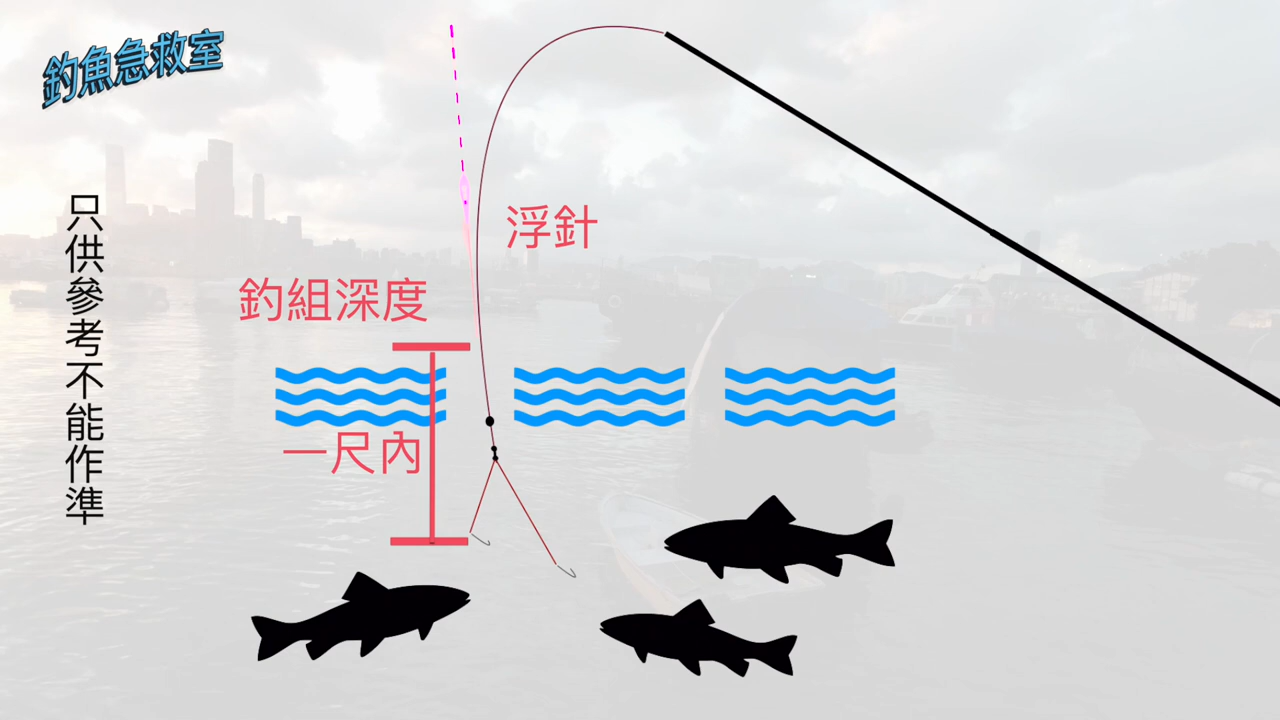 釣魚急救室
只供參考不能作準
浮針
釣組深度
一尺內